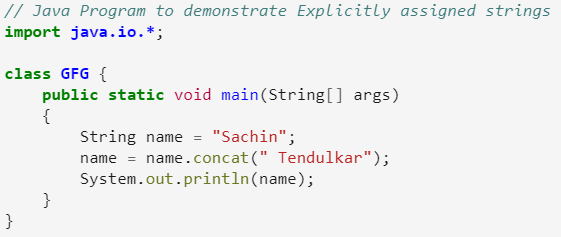 // Java Program to demonstrate Explicitly assigned strings
import java.io.*;

class GFG {
    public static void main(String[] args)
    {
        String name = "Sachin";
        name = name.concat(" Tendulkar");
        System.out.println(name);
    }
}